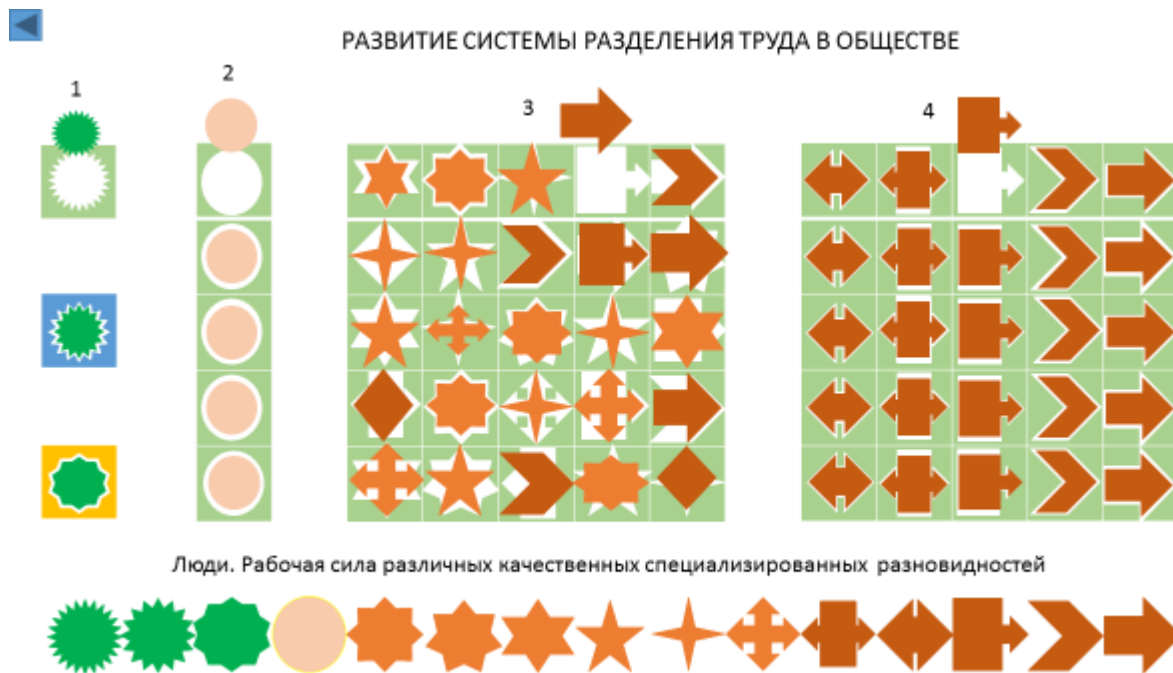 РАЗВИТИЕ СИСТЕМЫ РАЗДЕЛЕНИЯ ТРУДА В ОБЩЕСТВЕ
1
2
3
4
Люди. Рабочая сила различных качественных специализированных разновидностей